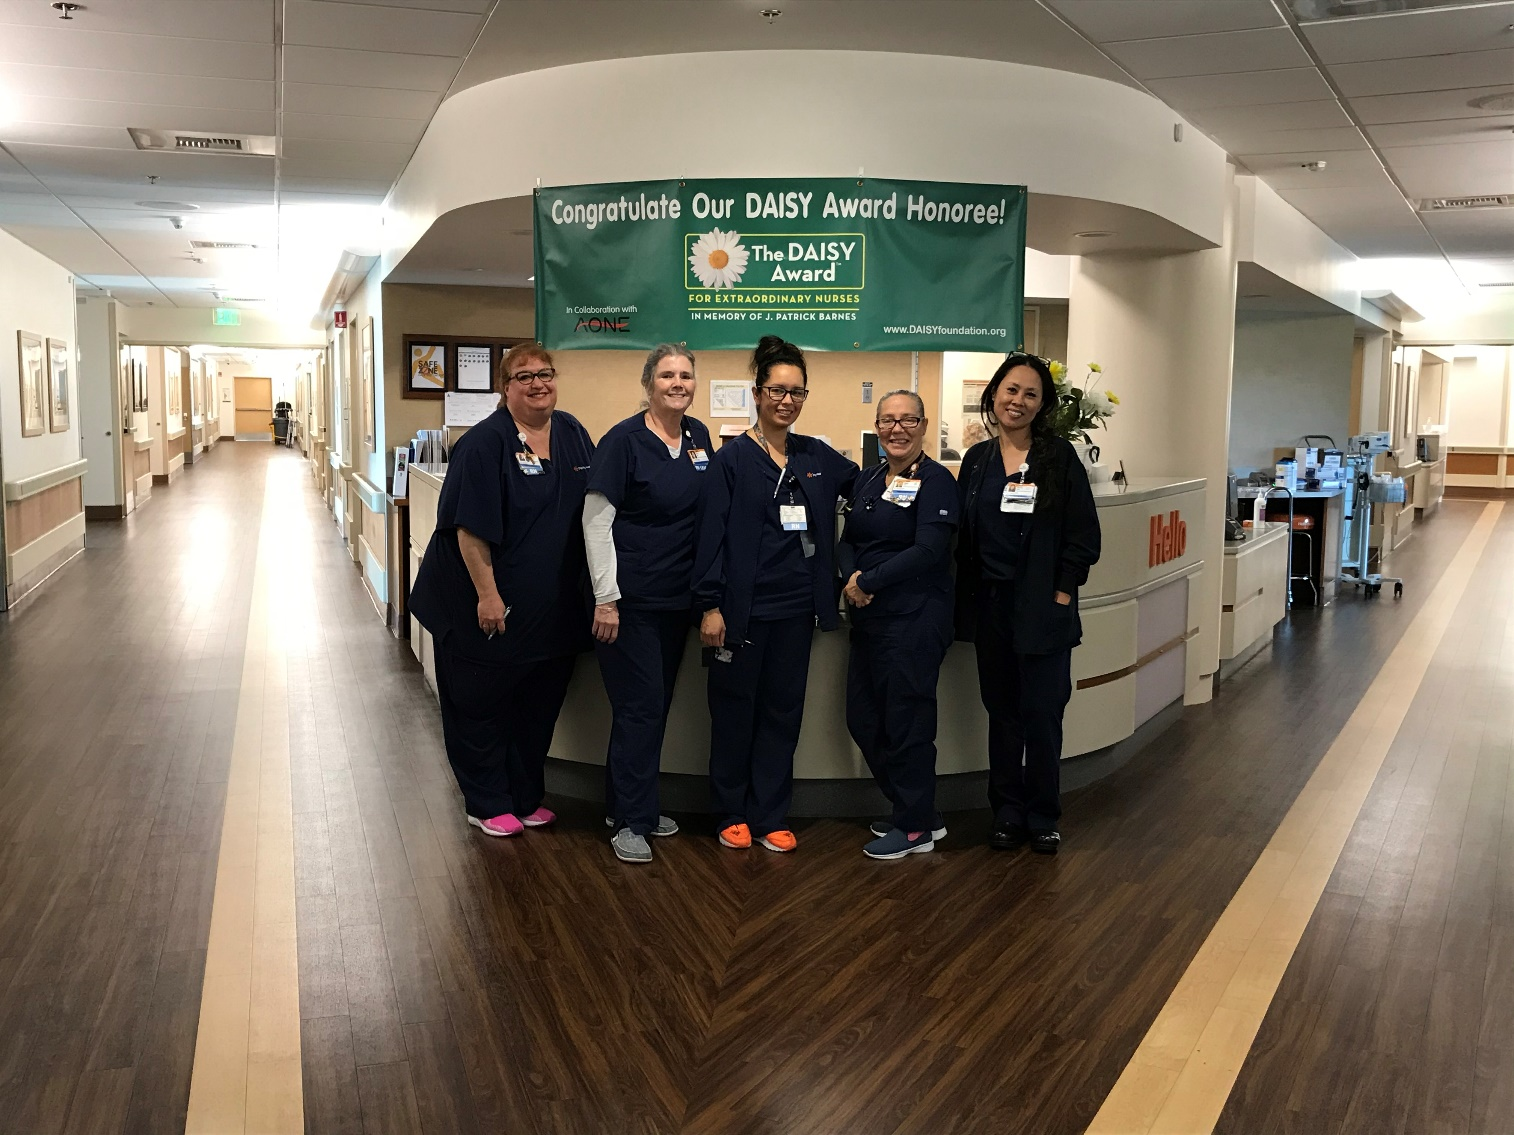 Congratulate Our DAISY Award Honoree!
The DAISY
Award™
FOR EXTRAORDINARY NURSES
IN MEMORY OF J. PATRICK BARNES
In Collaboration with
AONE
www.DAISYfoundation.org
SAFE
ZONE
Hello